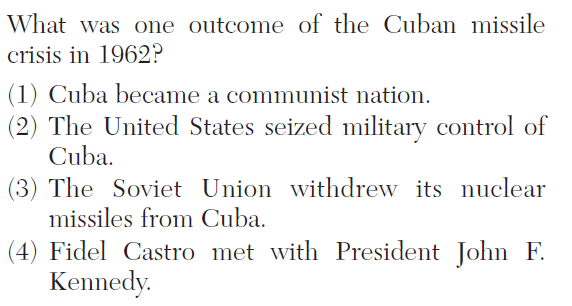 What was one outcome of the Cuban missile
crisis in 1962?
(1) Cuba became a communist nation.
(2) The United States seized military control of
Cuba.
(3) The Soviet Union withdrew its nuclear
missiles from Cuba.
(4) Fidel Castro met with President John F.
Kennedy.